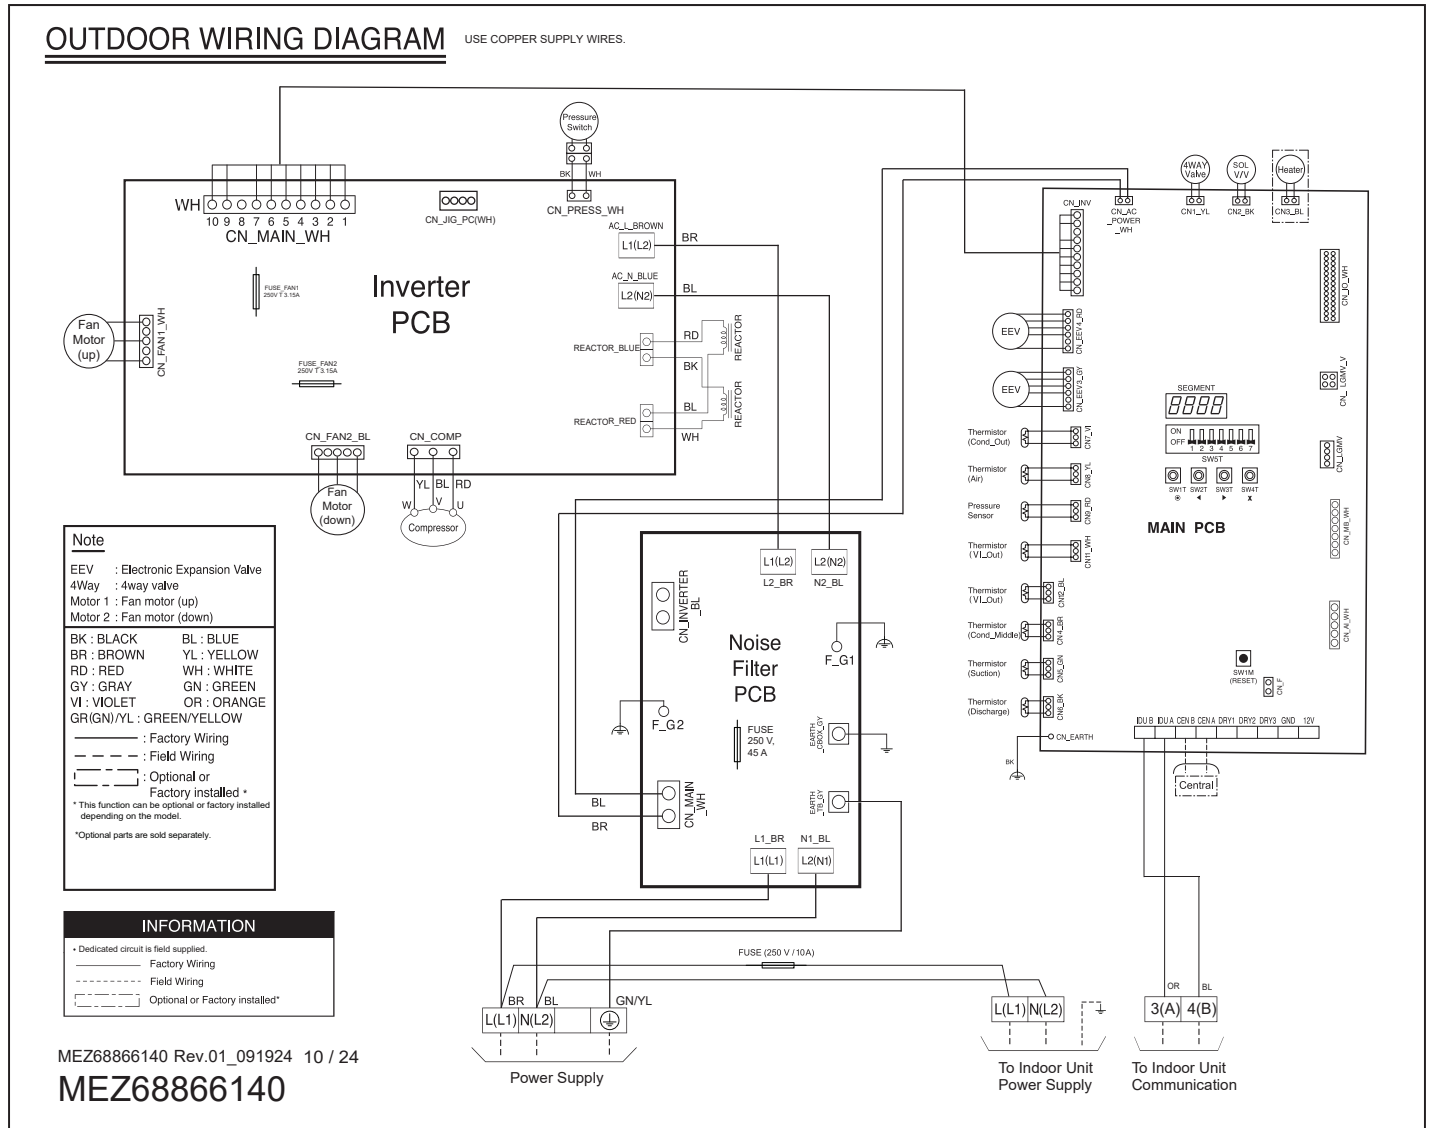 OUTDOOR WIRING DIAGRAM
USE COPPER SUPPLY WIRES.
Pressure
Switch
BK
WH
CN_PRESS_WH
WH
10 9 8 7 6 5 4 3 2 1
CN_MAIN_WH
CN_JIG_PC(WH)
Inverter
PCB
FUSE_FAN1
250V T 3.15A
FUSE_FAN2
250V T 3.15A
Fan
Motor
(up)
CN_FAN1_WH
CN_FAN2_BL
Fan
Motor
(down)
CN_COMP
YL
BL
RD
W
V
U
Compressor
AC_L_BROWN
L1(L2)
BR
AC_N_BLUE
L2(N2)
BL
REACTOR_BLUE
RD
BK
REACTOR
REACTOR_RED
BL
WH
REACTOR
Note
EEV : Electronic Expansion Valve
4Way : 4way valve
Motor 1 : Fan motor (up)
Motor 2 : Fan motor (down)
BK : BLACK BL : BLUE
BR : BROWN YL : YELLOW
RD : RED WH : WHITE
GY : GRAY GN : GREEN
VI : VIOLET OR : ORANGE
GR(GN)/YL : GREEN/YELLOW
: Factory Wiring
: Field Wiring
: Optional or
Factory installed *
* This function can be optional or factory installed
depending on the model.
*Optional parts are sold separately.
INFORMATION
• Dedicated circuit is field supplied.
Factory Wiring
Field Wiring
Optional or Factory installed*
MEZ68866140 Rev.01_091924 10 / 24
MEZ68866140
L1(L2)
L2_BR
L2(N2)
N2_BL
CN_INVERTER
_BL
Noise
Filter
PCB
F_G1
F_G2
FUSE
250 V,
45 A
EARTH
_CBOX_GY
EARTH
_TB_GY
CN_MAIN
_WH
BL
BR
L1_BR
L1(L1)
N1_BL
L2(N1)
FUSE (250 V /10A)
BR
BL
GN/YL
L(L1)
N(L2)
Power Supply
L(L1)
N(L2)
To Indoor Unit
Power Supply
OR
BL
3(A)
4(B)
To Indoor Unit
Communication
CN_INV
CN_AC
_POWER
_WH
4WAY
Valve
CN1_YL
SOL
V/V
CN2_BK
Heater
CN3_BL
CN_IO_WH
CN_LGMV_V
CN_LGMV
CN_MB_WH
CN_AI_WH
EEV
CN_EEV4_RD
EEV
CN_EEV3_GY
Thermistor
(Cond_Out)
CN7_VI
Thermistor
(Air)
CN8_YL
Pressure
Sensor
CN9_RD
Thermistor
(VI_Out)
CN11_WH
Thermistor
(VI_Out)
CN12_BL
Thermistor
(Cond_Middle)
CN4_BR
Thermistor
(Suction)
CN5_GN
Thermistor
(Discharge)
CN6_BK
SEGMENT
8888
ON
OFF
1 2 3 4 5 6 7
SW5T
SW1T SW2T SW3T SW4T
X
MAIN PCB
SW1M
(RESET)
CN_F
IDU B IDU A CEN B CEN A DRY1 DRY2 DRY3 GND 12V
CN_EARTH
BK
Central